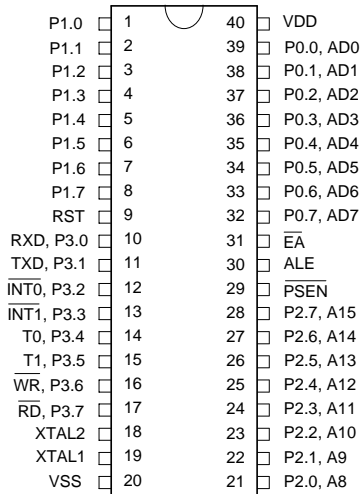 P1.0 1 40 VDD
P1.1 2 39 P0.0, AD0
P1.2 3 38 P0.1, AD1
P1.3 4 37 P0.2, AD2
P1.4 5 36 P0.3, AD3
P1.5 6 35 P0.4, AD4
P1.6 7 34 P0.5, AD5
P1.7 8 33 P0.6, AD6
RST 9 32 P0.7, AD7
RXD, P3.0 10 31 E̅A̅
TXD, P3.1 11 30 ALE
I̅N̅T̅0̅, P3.2 12 29 P̅S̅E̅N̅
I̅N̅T̅1̅, P3.3 13 28 P2.7, A15
T0, P3.4 14 27 P2.6, A14
T1, P3.5 15 26 P2.5, A13
W̅R̅, P3.6 16 25 P2.4, A12
R̅D̅, P3.7 17 24 P2.3, A11
XTAL2 18 23 P2.2, A10
XTAL1 19 22 P2.1, A9
VSS 20 21 P2.0, A8